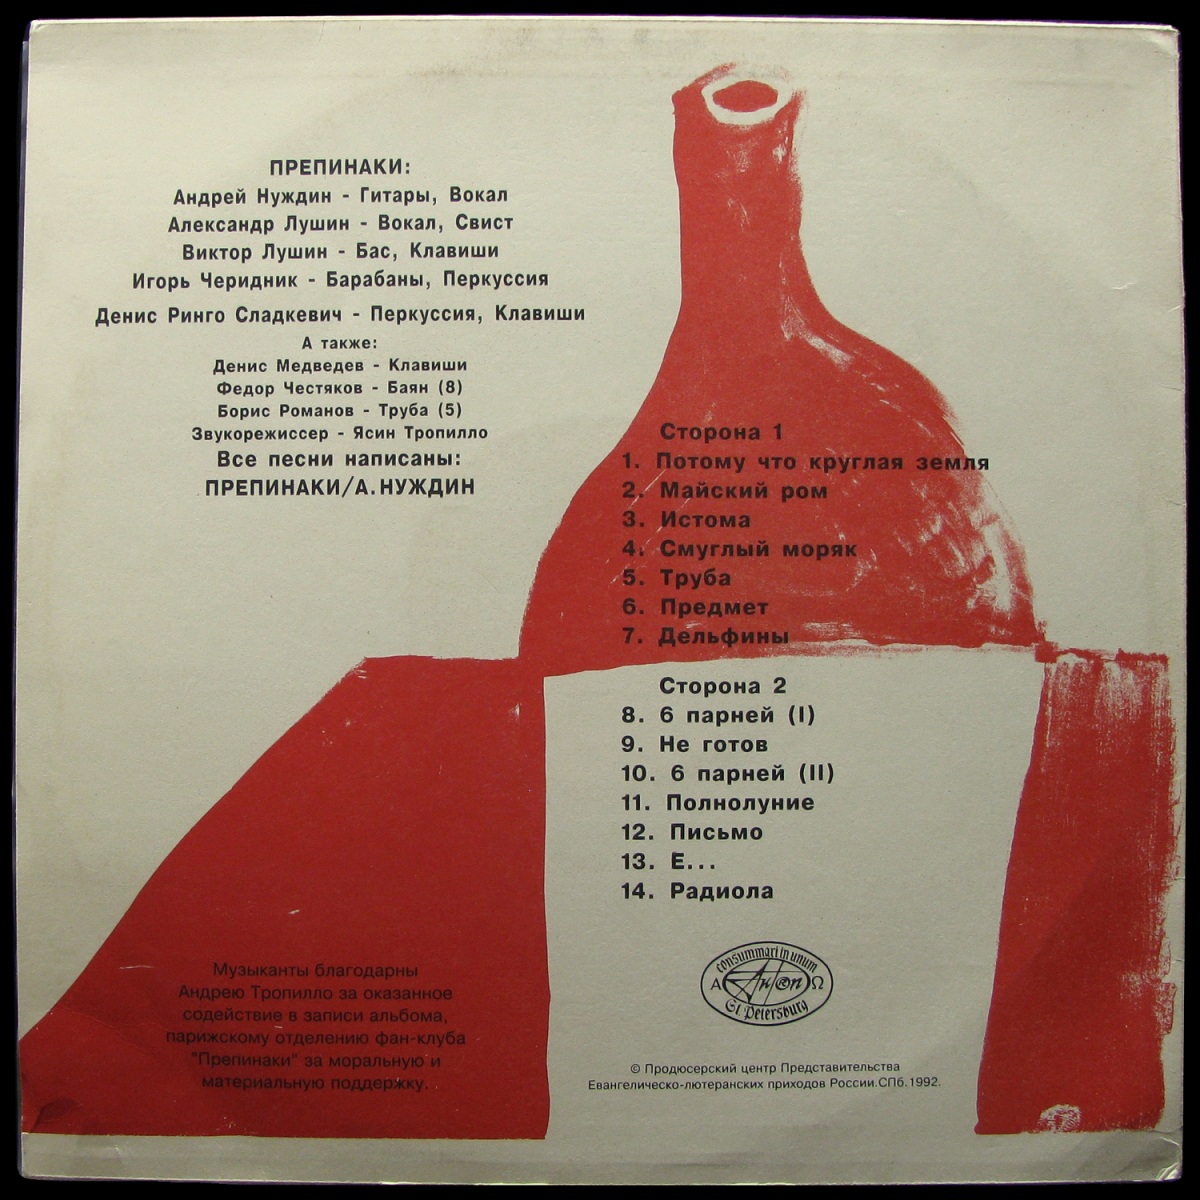 ПРЕПИНАКИ:
Андрей Нуждин - Гитары, Вокал
Александр Лушин - Вокал, Свист
Виктор Лушин - Бас, Клавиши
Игорь Черидник - Барабаны, Перкуссия
Денис Ринго Сладкевич - Перкуссия, Клавиши
А также:
Денис Медведев - Клавиши
Федор Честяков - Баян (8)
Борис Романов - Труба (5)
Звукорежиссер - Ясин Тропилло
Все песни написаны:
ПРЕПИНАКИ/А.НУЖДИН
Сторона 1
1. Потому что круглая земля
2. Майский ром
3. Истома
4. Смуглый моряк
5. Труба
6. Предмет
7. Дельфины
Сторона 2
8. 6 парней (I)
9. Не готов
10. 6 парней (II)
11. Полнолуние
12. Письмо
13. Е...
14. Радиола
Музыканты благодарны
Андрею Тропилло за оказанное
содействие в записи альбома,
парижскому отделению фан-клуба
"Препинаки" за моральную и
материальную поддержку.
consummari in unum
Α Ω
St Petersburg
© Продюсерский центр Представительства
Евангелическо-лютеранских приходов России.СПб.1992.